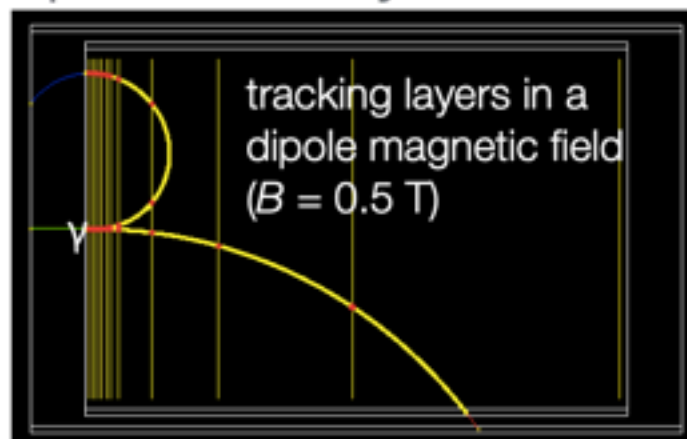 tracking layers in a
dipole magnetic field
(B = 0.5 T)
γ